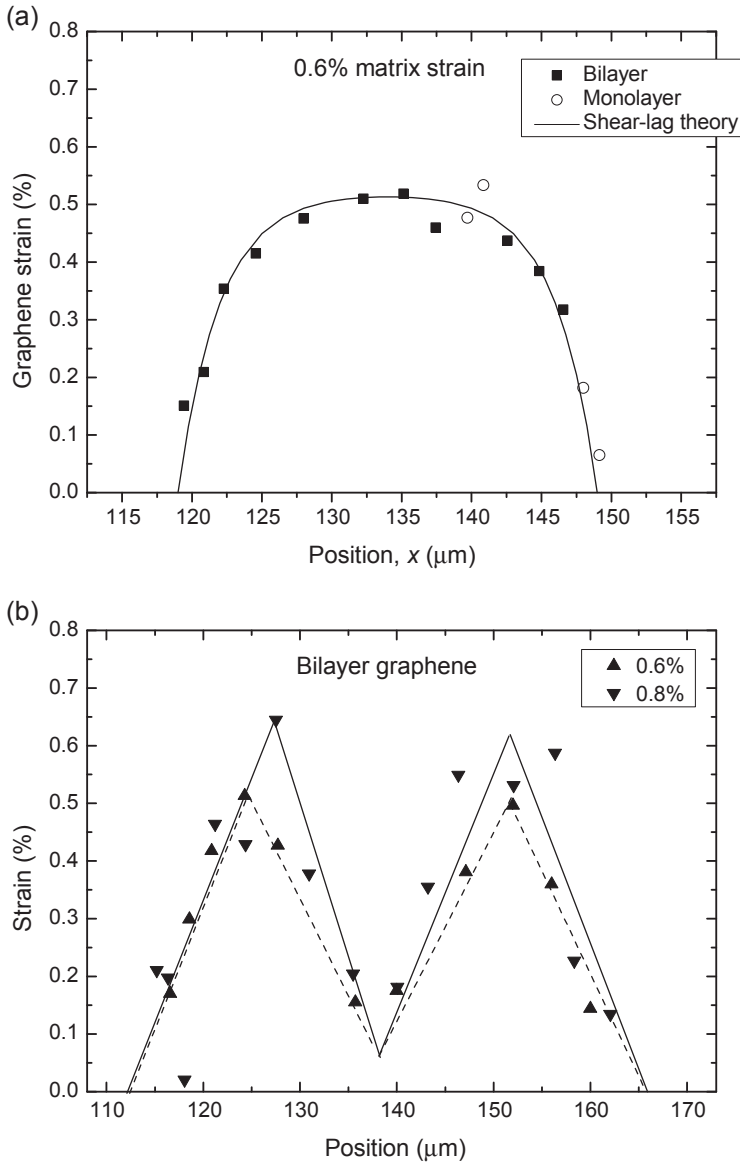 (a)
0.8
0.7
0.6
0.5
0.4
0.3
0.2
0.1
0.0
Graphene strain (%)
0.6% matrix strain
Bilayer
Monolayer
Shear-lag theory
115 120 125 130 135 140 145 150 155
Position, x (μm)
(b)
0.8
0.7
0.6
0.5
0.4
0.3
0.2
0.1
0.0
Strain (%)
Bilayer graphene
0.6%
0.8%
110 120 130 140 150 160 170
Position (μm)